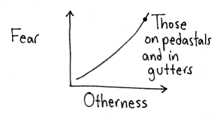 Fear
Those
on pedastals
and in
gutters
Otherness